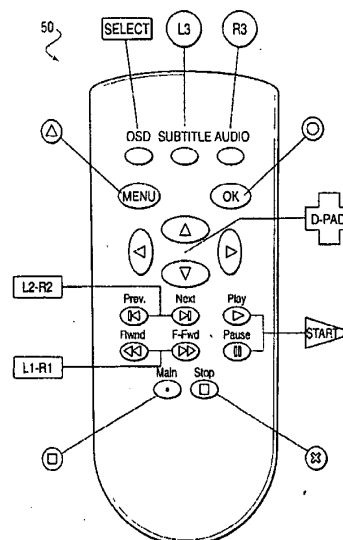 50
SELECT
L3
R3
OSD SUBTITLE AUDIO
MENU
OK
D-PAD
L2-R2
Prev. Next Play
START
Rwnd F-Fwd Pause
L1-R1
Main Stop